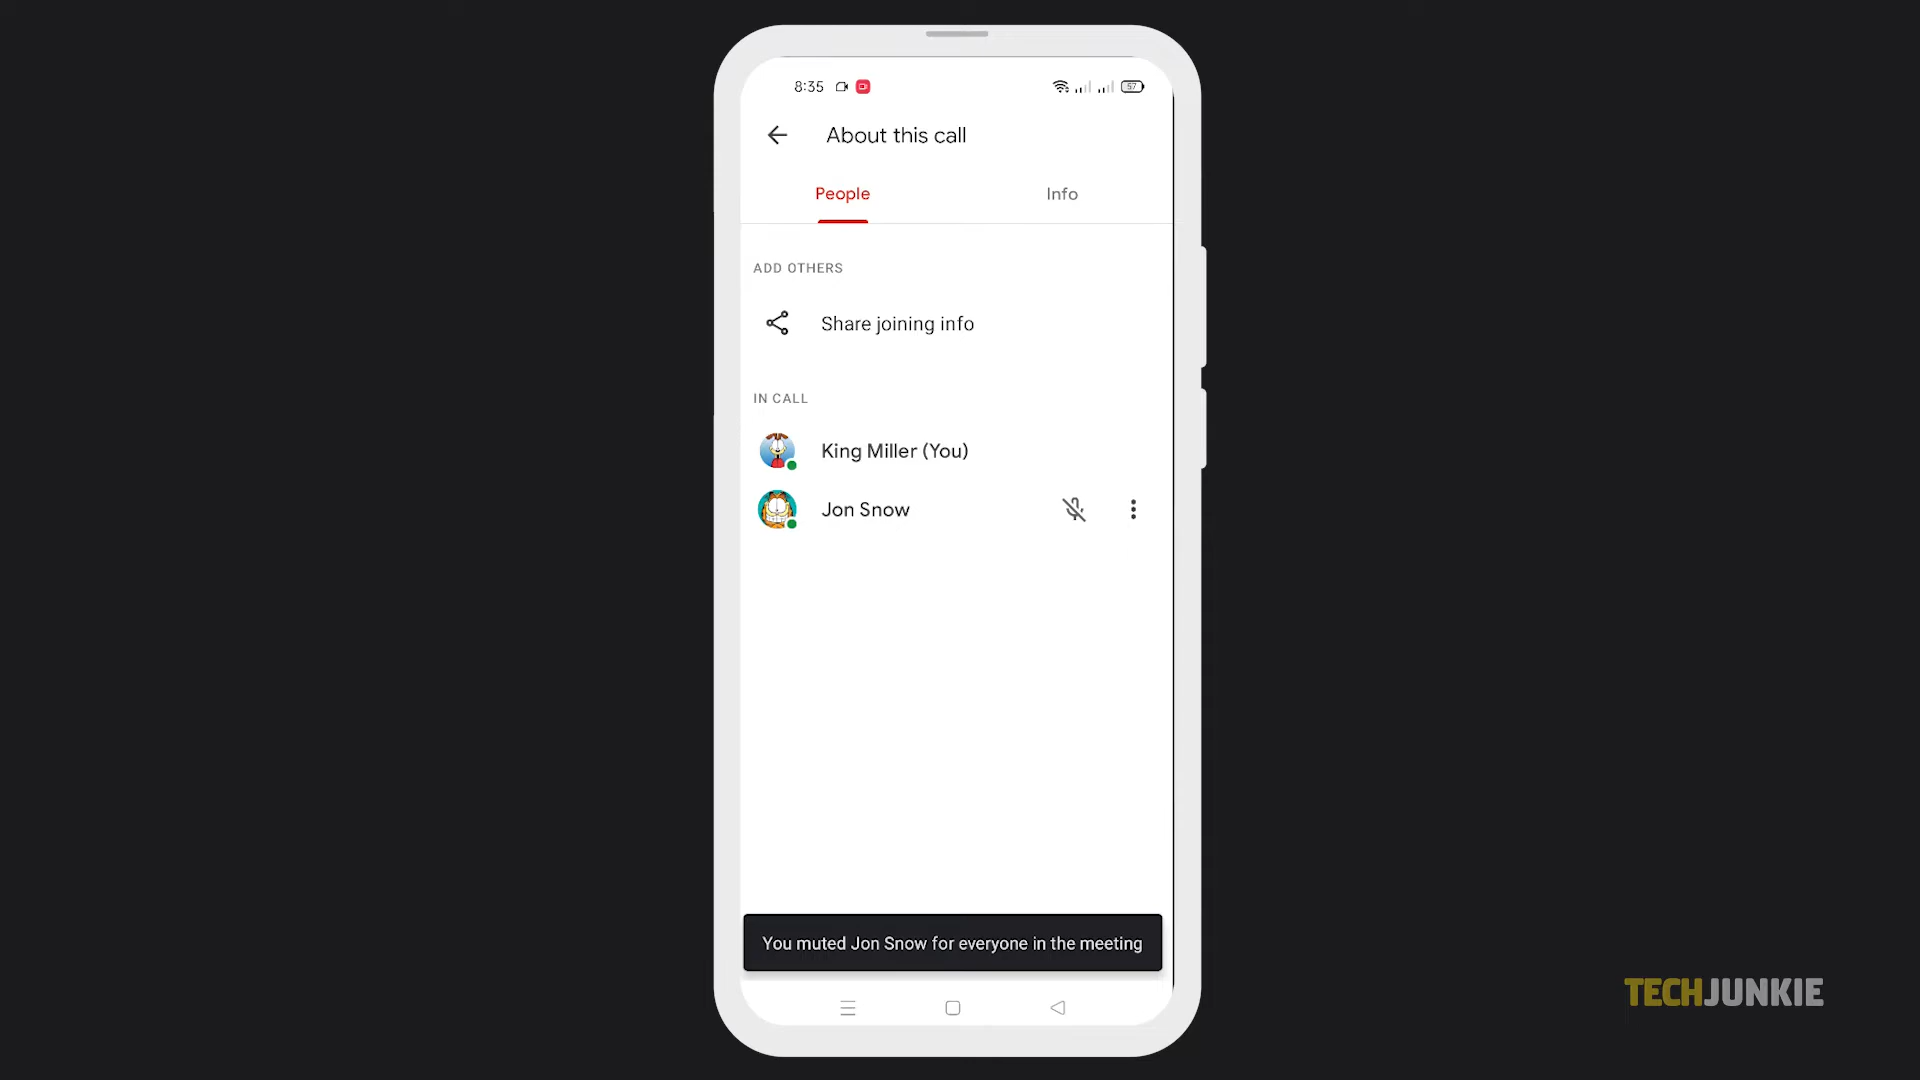 8:35
57
About this call
People
Info
ADD OTHERS
Share joining info
IN CALL
King Miller (You)
Jon Snow
You muted Jon Snow for everyone in the meeting
TECHJUNKIE